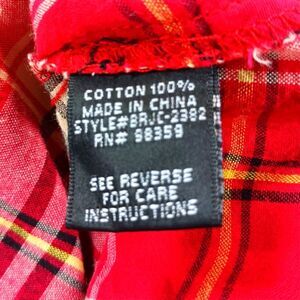 COTTON 100%
MADE IN CHINA
STYLE#BRJC-2382
RN# 98359
SEE REVERSE
FOR CARE
INSTRUCTIONS